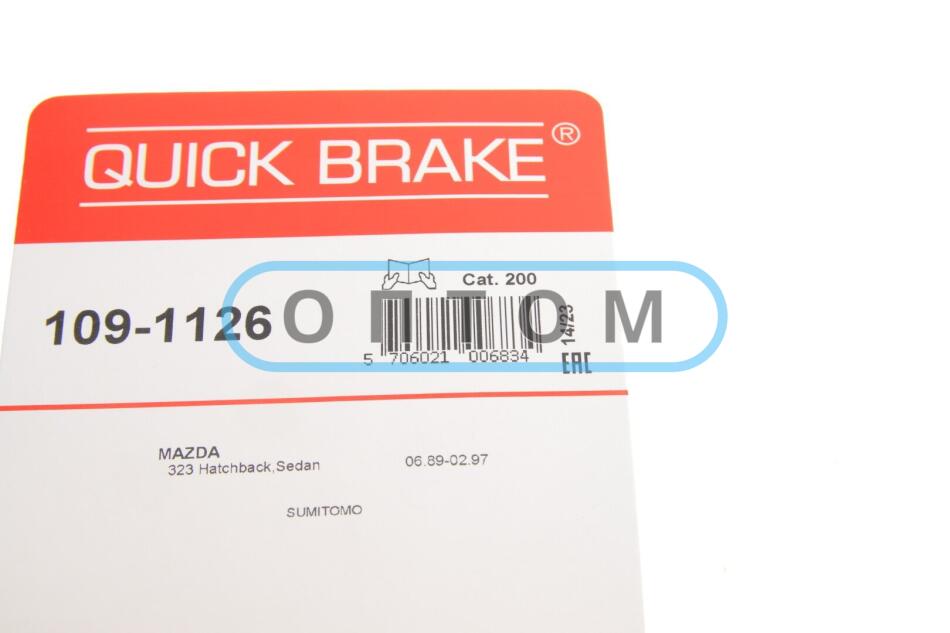 QUICK BRAKE®
Cat. 200
109-1126
ОПТОМ
14/23
5 706021 006834
EAC
MAZDA
323 Hatchback,Sedan 06.89-02.97
SUMITOMO